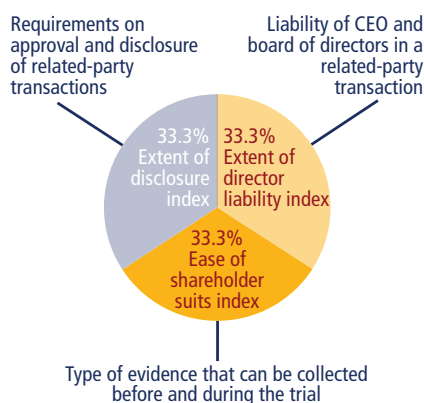 Requirements on
approval and disclosure
of related-party
transactions
Liability of CEO and
board of directors in a
related-party
transaction
33.3%
Extent of
disclosure
index
33.3%
Extent of
director
liability index
33.3%
Ease of
shareholder
suits index
Type of evidence that can be collected
before and during the trial